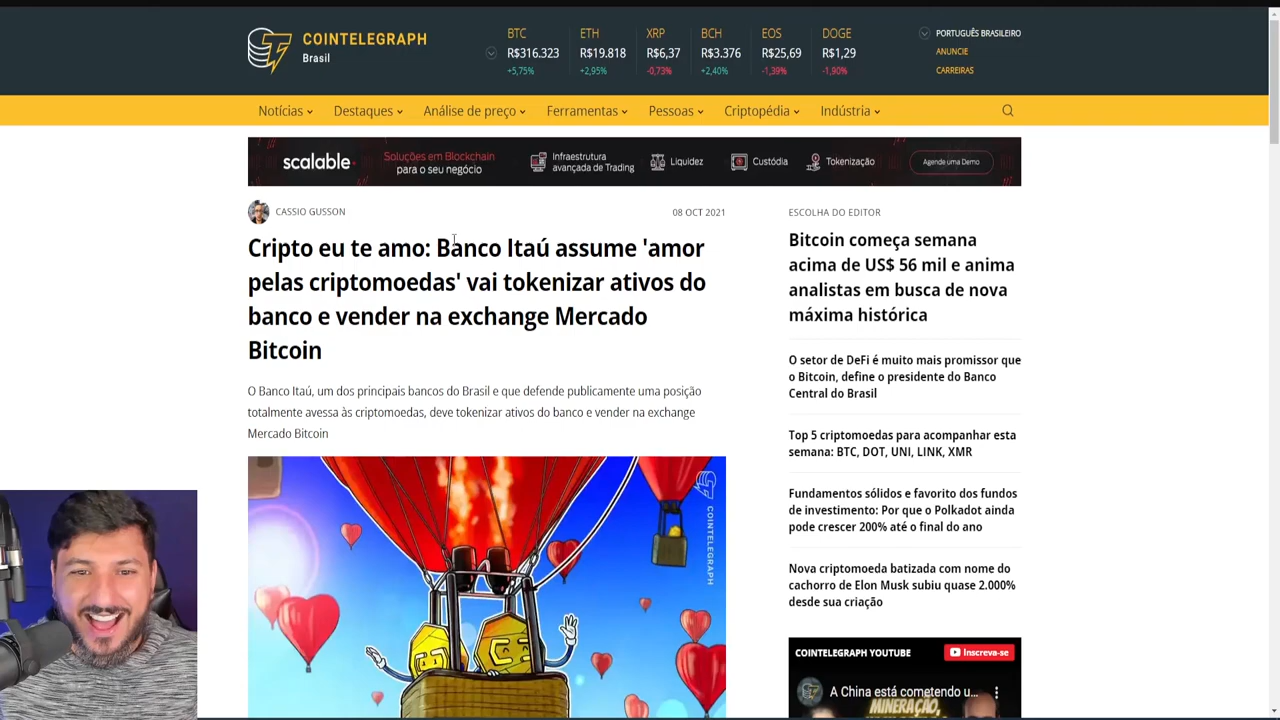 COINTELEGRAPH
Brasil
BTC
R$316.323
+5,75%
ETH
R$19.818
+2,95%
XRP
R$6,37
-0,73%
BCH
R$3.376
+2,40%
EOS
R$25,69
-1,39%
DOGE
R$1,29
-1,90%
PORTUGUÊS BRASILEIRO
ANUNCIE
CARREIRAS
Notícias Destaques Análise de preço Ferramentas Pessoas Criptopédia Indústria
scalable
Soluções em Blockchain
para o seu negócio
Infraestrutura
avançada de Trading
Liquidez
Custódia
Tokenização
Agende uma Demo
CASSIO GUSSON
08 OCT 2021
Cripto eu te amo: Banco Itaú assume 'amor
pelas criptomoedas' vai tokenizar ativos do
banco e vender na exchange Mercado
Bitcoin
O Banco Itaú, um dos principais bancos do Brasil e que defende publicamente uma posição
totalmente avessa às criptomoedas, deve tokenizar ativos do banco e vender na exchange
Mercado Bitcoin
COINTELEGRAPH
ESCOLHA DO EDITOR
Bitcoin começa semana
acima de US$ 56 mil e anima
analistas em busca de nova
máxima histórica
O setor de DeFi é muito mais promissor que
o Bitcoin, define o presidente do Banco
Central do Brasil
Top 5 criptomoedas para acompanhar esta
semana: BTC, DOT, UNI, LINK, XMR
Fundamentos sólidos e favorito dos fundos
de investimento: Por que o Polkadot ainda
pode crescer 200% até o final do ano
Nova criptomoeda batizada com nome do
cachorro de Elon Musk subiu quase 2.000%
desde sua criação
COINTELEGRAPH YOUTUBE
Inscreva-se
A China está cometendo u...
MINERAÇÃO,